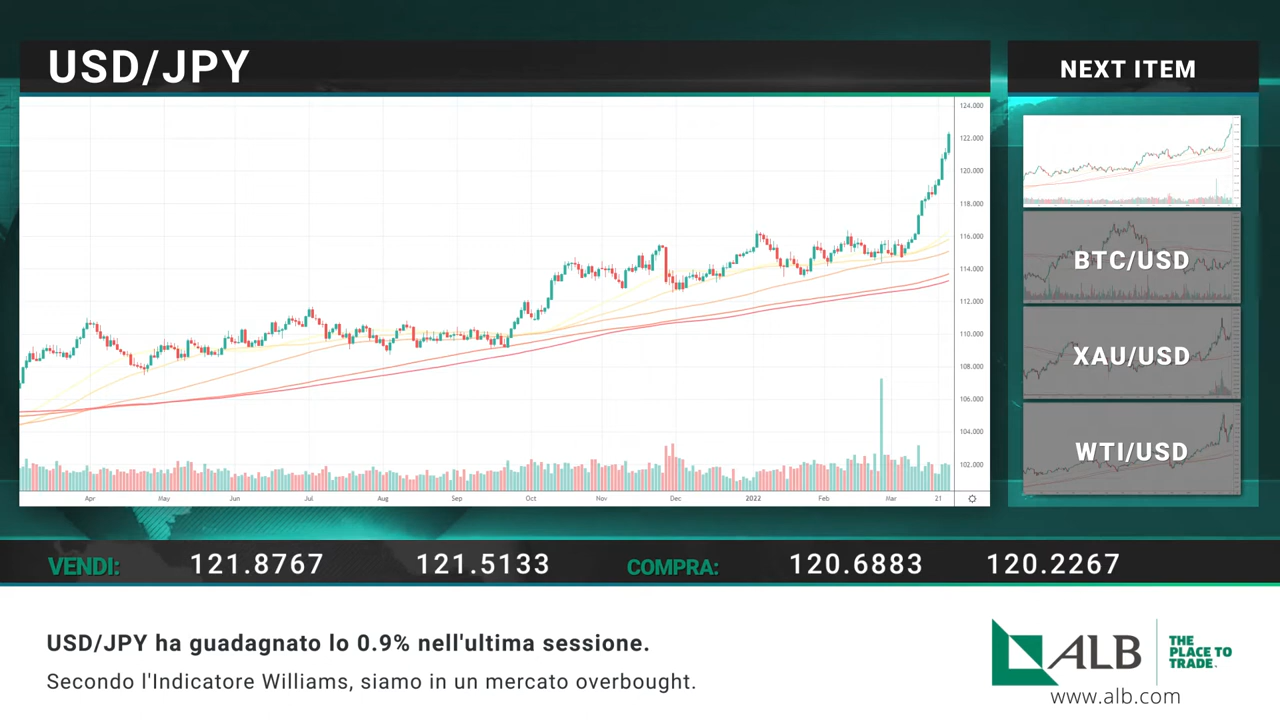 USD/JPY
NEXT ITEM
124.000
122.000
120.000
118.000
116.000
114.000
112.000
110.000
108.000
106.000
104.000
102.000
Apr May Jun Jul Aug Sep Oct Nov Dec 2022 Feb Mar 21
BTC/USD
XAU/USD
WTI/USD
VENDI: 121.8767 121.5133 COMPRA: 120.6883 120.2267
USD/JPY ha guadagnato lo 0.9% nell'ultima sessione.
Secondo l'Indicatore Williams, siamo in un mercato overbought.
ALB
THE
PLACE TO
TRADE.
www.alb.com